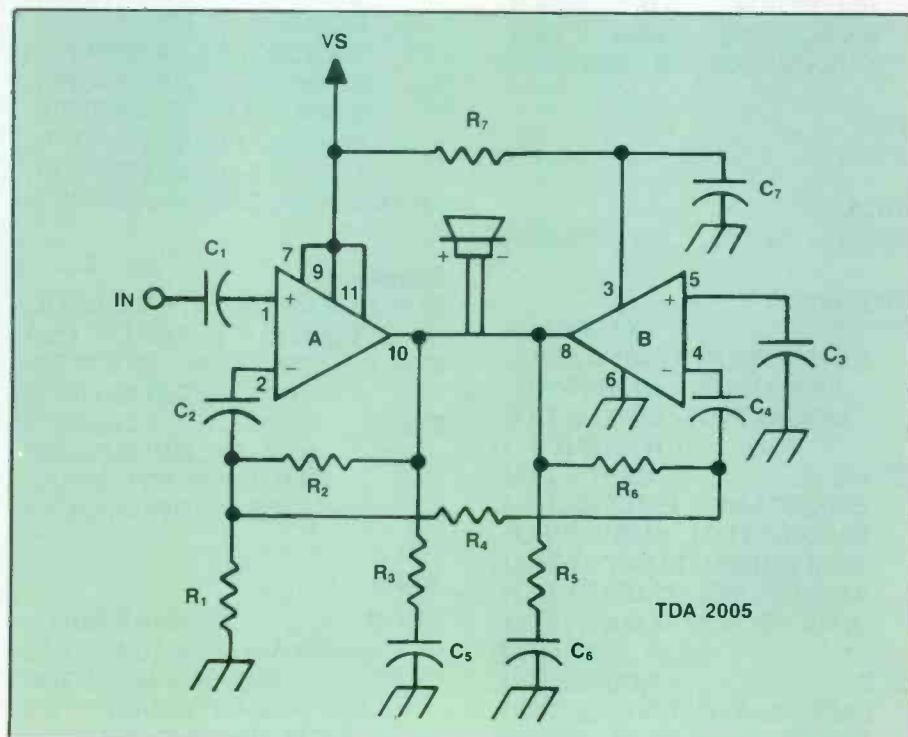 VS
R₇
C₇
C₁
7
9
11
+ −
3
5
IN
+
1
+
A
10
8
B
4
C₃
−
2
−
6
C₂
C₄
R₂
R₆
R₄
R₃
R₅
R₁
TDA 2005
C₅
C₆